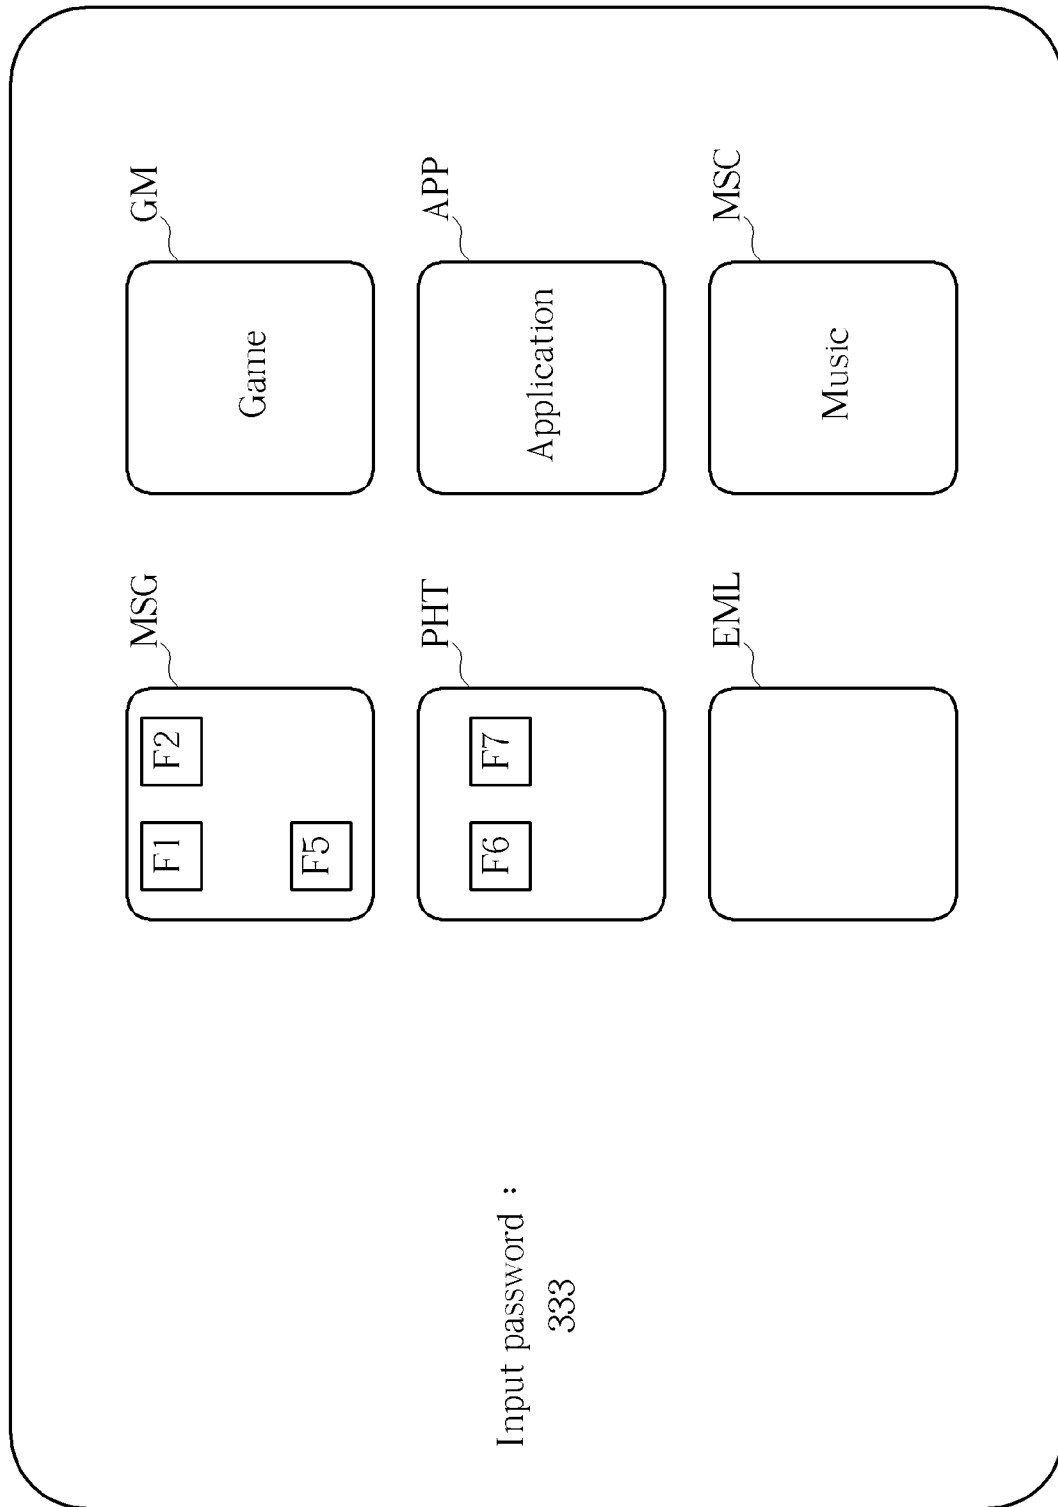 Input password :
333
MSG
F1 F2
F5
GM
Game
PHT
F6 F7
APP
Application
EML
MSC
Music